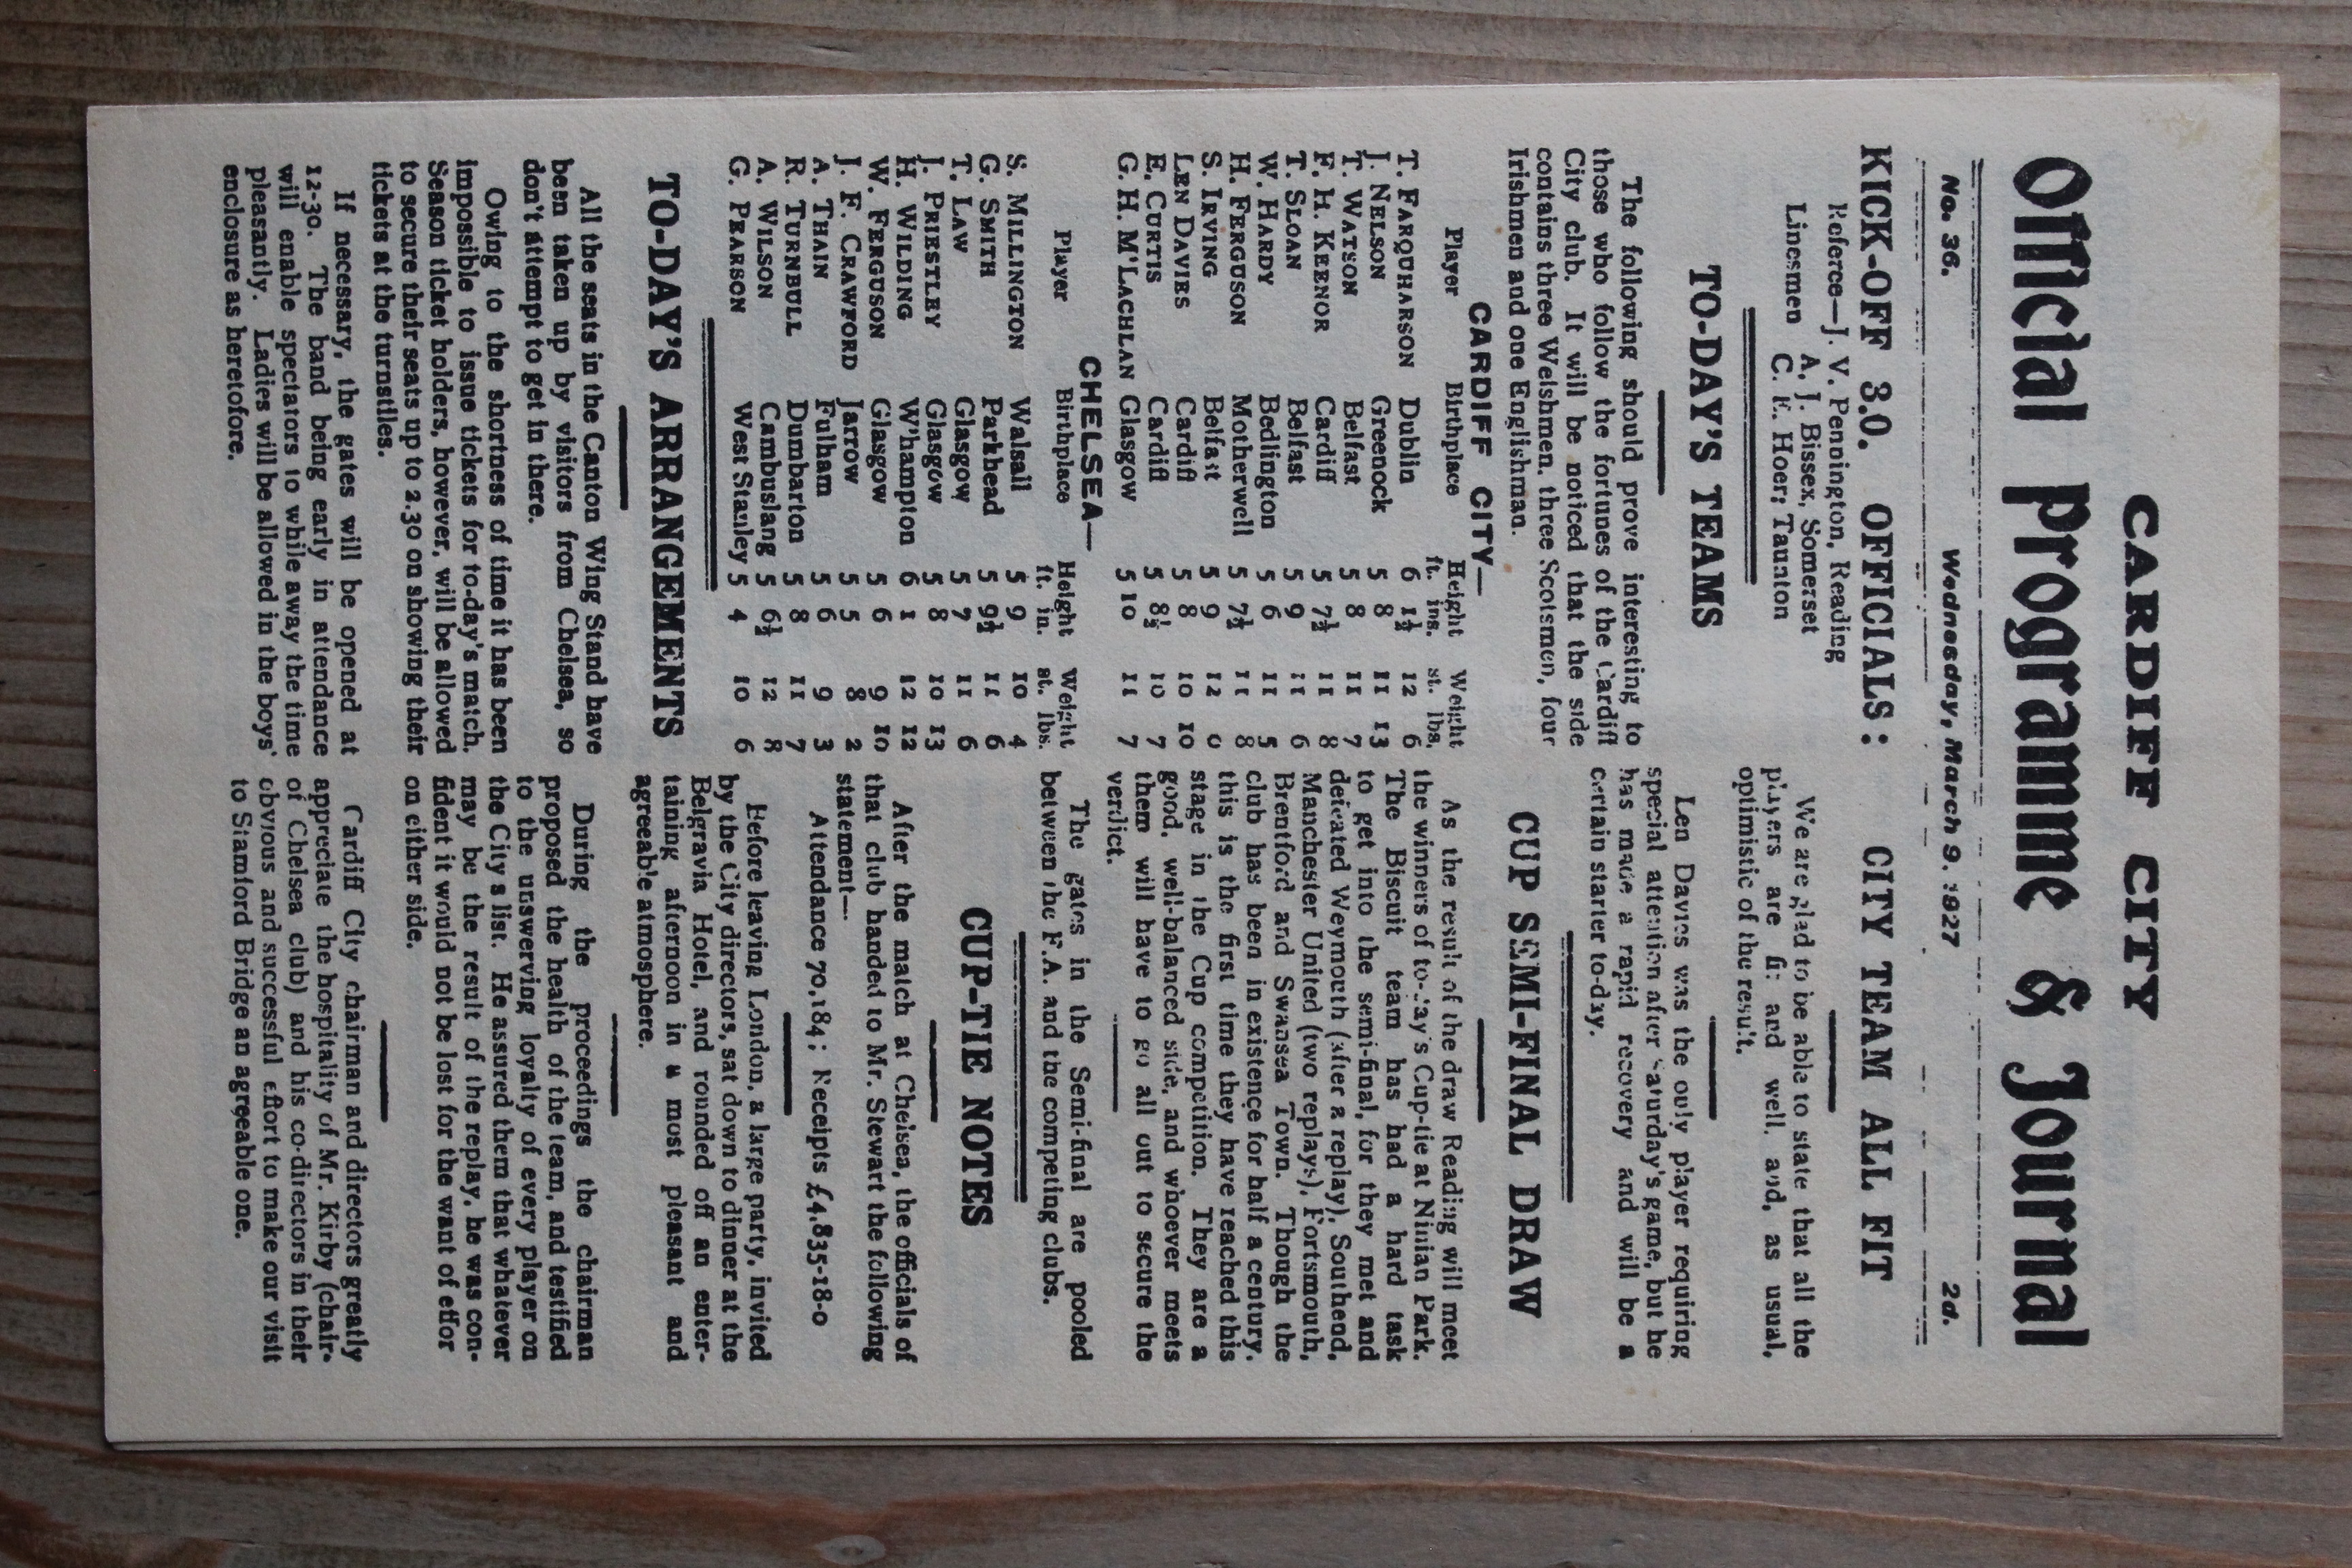 CARDIFF CITY
Official Programme & Journal
No. 36. Wednesday, March 9, 1927 2d.
KICK-OFF 3.0. OFFICIALS:
Referee—J. V. Pennington, Reading
A. J. Bissex, Somerset
Linesmen C. E. Hoer; Taunton
TO-DAY'S TEAMS
The following should prove interesting to
those who follow the fortunes of the Cardiff
City club. It will be noticed that the side
contains three Welshmen, three Scotsmen, four
Irishmen and one Englishman.
CARDIFF CITY—
Player Birthplace Height Weight
ft. ins. st. lbs.
T. FARQUHARSON Dublin 6 1½ 12 6
J. NELSON Greenock 5 8 11 13
T. WATSON Belfast 5 8 11 7
F. H. KEENOR Cardiff 5 7½ 11 8
T. SLOAN Belfast 5 9 11 6
W. HARDY Bedlington 5 6 11 5
H. FERGUSON Motherwell 5 7½ 11 8
S. IRVING Belfast 5 9 12 0
LEN DAVIES Cardiff 5 8 10 10
E. CURTIS Cardiff 5 8½ 10 7
G. H. M'LACHLAN Glasgow 5 10 11 7
CHELSEA—
Player Birthplace Height Weight
ft. in. st. lbs.
S. MILLINGTON Walsall 5 9 10 4
G. SMITH Parkhead 5 9½ 11 6
T. LAW Glasgow 5 7 11 6
J. PRIESTLEY Glasgow 5 8 10 13
H. WILDING W'hampton 6 1 12 12
W. FERGUSON Glasgow 5 6 9 10
J. F. CRAWFORD Jarrow 5 5 8 2
A. THAIN Fulham 5 6 9 3
R. TURNBULL Dumbarton 5 8 11 7
A. WILSON Cambuslang 5 6½ 12 8
G. PEARSON West Stanley 5 4 10 6
TO-DAY'S ARRANGEMENTS
All the seats in the Canton Wing Stand have
been taken up by visitors from Chelsea, so
don't attempt to get in there.
Owing to the shortness of time it has been
impossible to issue tickets for to-day's match.
Season ticket holders, however, will be allowed
to secure their seats up to 2.30 on showing their
tickets at the turnstiles.
If necessary, the gates will be opened at
12-30. The band being early in attendance
will enable spectators to while away the time
pleasantly. Ladies will be allowed in the boys'
enclosure as heretofore.
CITY TEAM ALL FIT
We are glad to be able to state that all the
players are fit and well, and, as usual,
optimistic of the result.
Len Davies was the only player requiring
special attention after Saturday's game, but he
has made a rapid recovery and will be a
certain starter to-day.
CUP SEMI-FINAL DRAW
As the result of the draw Reading will meet
the winners of to-day's Cup-tie at Ninian Park.
The Biscuit team has had a hard task
to get into the semi-final, for they met and
defeated Weymouth (after a replay), Southend,
Manchester United (two replays), Portsmouth,
Brentford and Swansea Town. Though the
club has been in existence for half a century,
this is the first time they have reached this
stage in the Cup competition. They are a
good, well-balanced side, and whoever meets
them will have to go all out to secure the
verdict.
The gates in the Semi-final are pooled
between the F.A. and the competing clubs.
CUP-TIE NOTES
After the match at Chelsea, the officials of
that club handed to Mr. Stewart the following
statement—
Attendance 70,184; Receipts £4,835-18-0
Before leaving London, a large party, invited
by the City directors, sat down to dinner at the
Belgravia Hotel, and rounded off an enter-
taining afternoon in a most pleasant and
agreeable atmosphere.
During the proceedings the chairman
proposed the health of the team, and testified
to the unswerving loyalty of every player on
the City s list. He assured them that whatever
may be the result of the replay, he was con-
fident it would not be lost for the want of effor
on either side.
Cardiff City chairman and directors greatly
appreciate the hospitality of Mr. Kirby (chair-
of Chelsea club) and his co-directors in their
obvious and successful effort to make our visit
to Stamford Bridge an agreeable one.